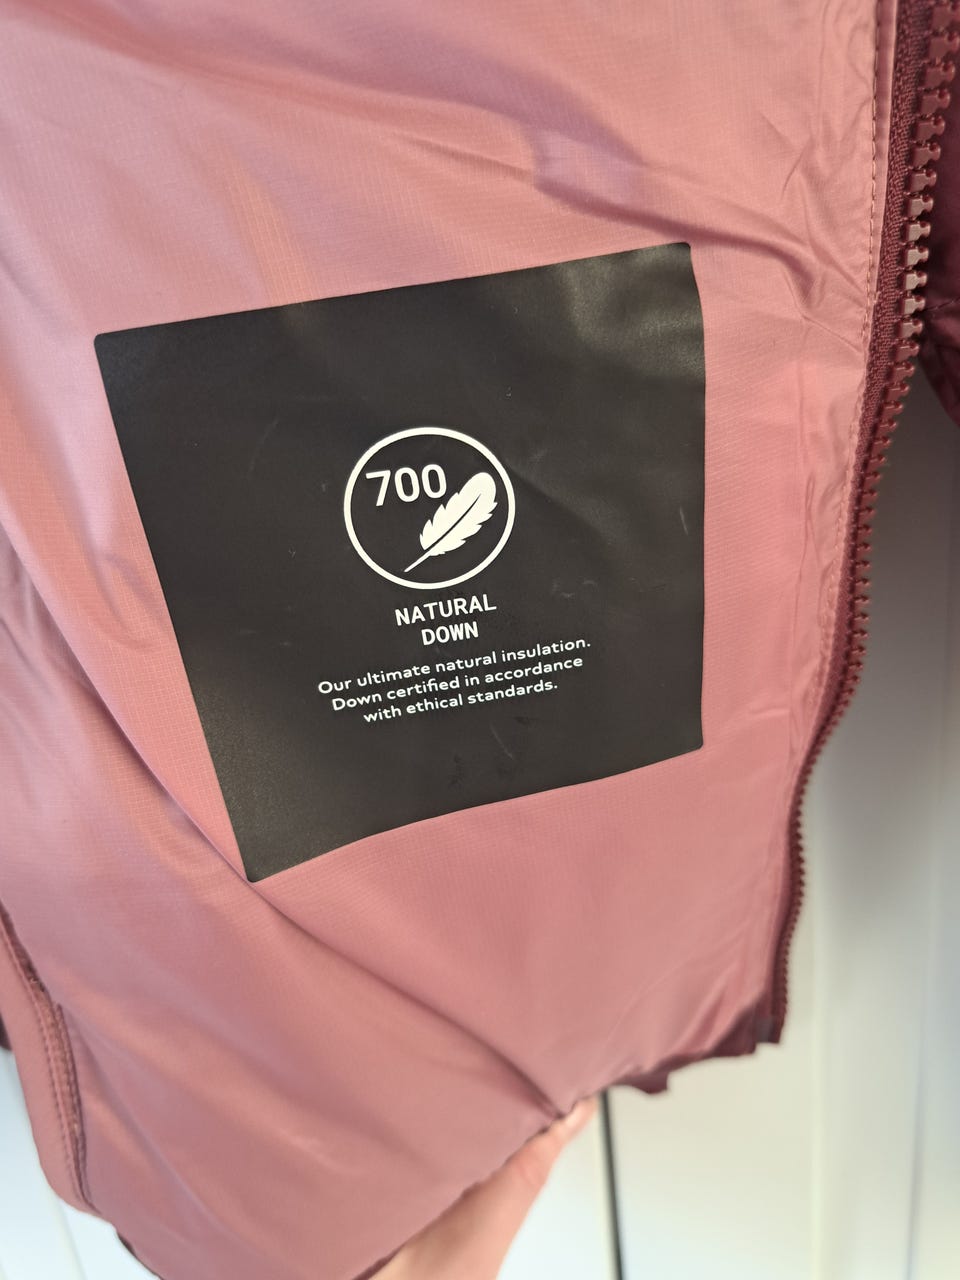 700
NATURAL
DOWN
Our ultimate natural insulation.
Down certified in accordance
with ethical standards.